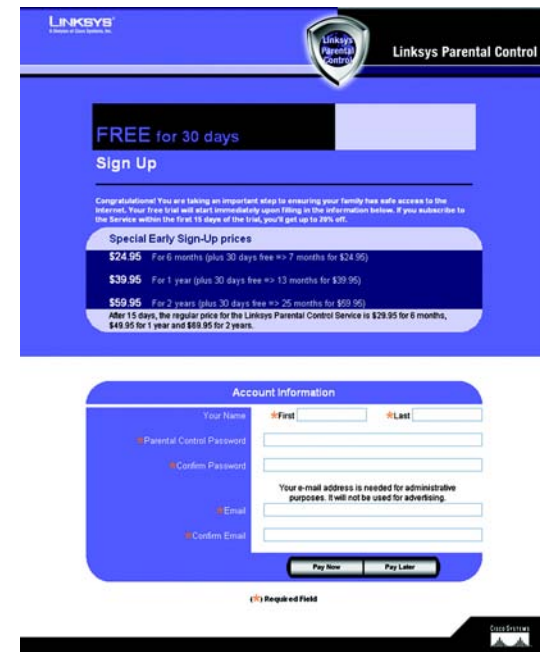 LINKSYS®
A Division of Cisco Systems, Inc.
Linksys
Parental
Control
Linksys Parental Control
FREE for 30 days
Sign Up
Congratulations! You are taking an important step to ensuring your family has safe access to the
Internet. Your free trial will start immediately upon filling in the information below. If you subscribe to
the Service within the first 15 days of the trial, you'll get up to 20% off.
Special Early Sign-Up prices
$24.95 For 6 months (plus 30 days free => 7 months for $24.95)
$39.95 For 1 year (plus 30 days free => 13 months for $39.95)
$59.95 For 2 years (plus 30 days free => 25 months for $59.95)
After 15 days, the regular price for the Linksys Parental Control Service is $29.95 for 6 months,
$49.95 for 1 year and $69.95 for 2 years.
Account Information
Your Name *First *Last
*Parental Control Password
*Confirm Password
Your e-mail address is needed for administrative
purposes. It will not be used for advertising.
*Email
*Confirm Email
Pay Now Pay Later
(*) Required Field
CISCO SYSTEMS